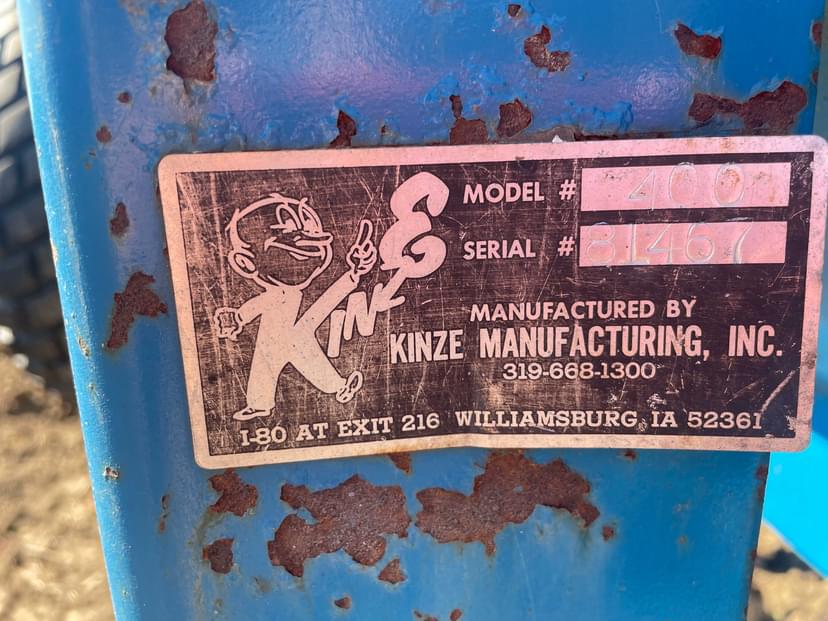 KINZE
MODEL # 400
SERIAL # 81467
MANUFACTURED BY
KINZE MANUFACTURING, INC.
319-668-1300
I-80 AT EXIT 216 WILLIAMSBURG, IA 52361